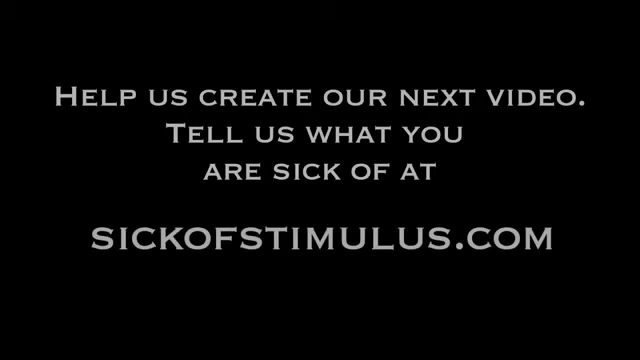 Help us create our next video.
Tell us what you
are sick of at
sickofstimulus.com